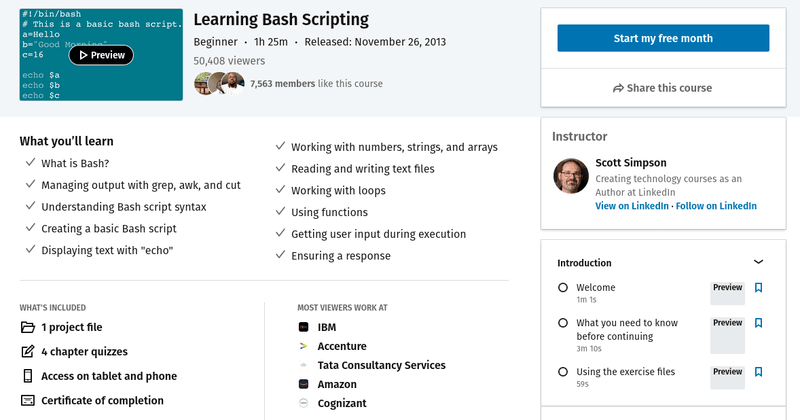 #!/bin/bash
# This is a basic bash script.
a=Hello
b="Good Morning"
c=16
Preview
echo $a
echo $b
echo $c
Learning Bash Scripting
Beginner • 1h 25m • Released: November 26, 2013
50,408 viewers
7,563 members like this course
Start my free month
Share this course
What you'll learn
What is Bash?
Managing output with grep, awk, and cut
Understanding Bash script syntax
Creating a basic Bash script
Displaying text with "echo"
Working with numbers, strings, and arrays
Reading and writing text files
Working with loops
Using functions
Getting user input during execution
Ensuring a response
WHAT'S INCLUDED
1 project file
4 chapter quizzes
Access on tablet and phone
Certificate of completion
MOST VIEWERS WORK AT
IBM
Accenture
Tata Consultancy Services
Amazon
Cognizant
Instructor
Scott Simpson
Creating technology courses as an
Author at LinkedIn
View on LinkedIn · Follow on LinkedIn
Introduction
Welcome Preview
1m 1s
What you need to know Preview
before continuing
3m 10s
Using the exercise files Preview
59s